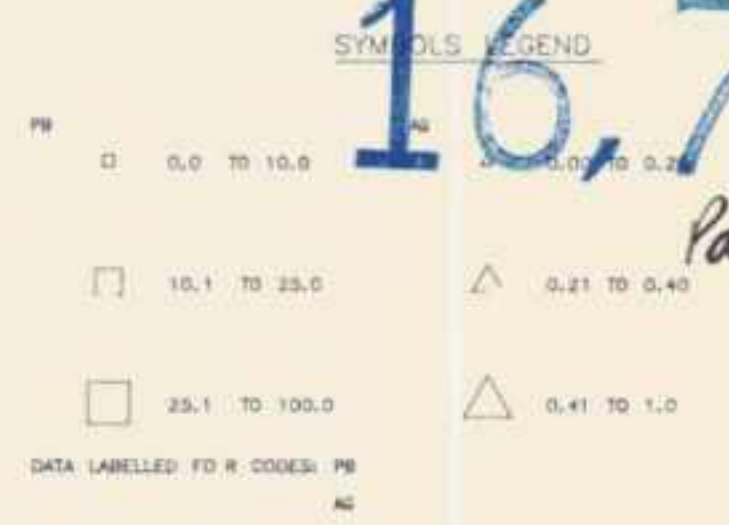 16,7
SYMBOLS LEGEND
PB AG
0.0 TO 10.0 0.00 TO 0.20
Pa
10.1 TO 25.0 0.21 TO 0.40
25.1 TO 100.0 0.41 TO 1.0
DATA LABELLED FO R CODES: PB
AG